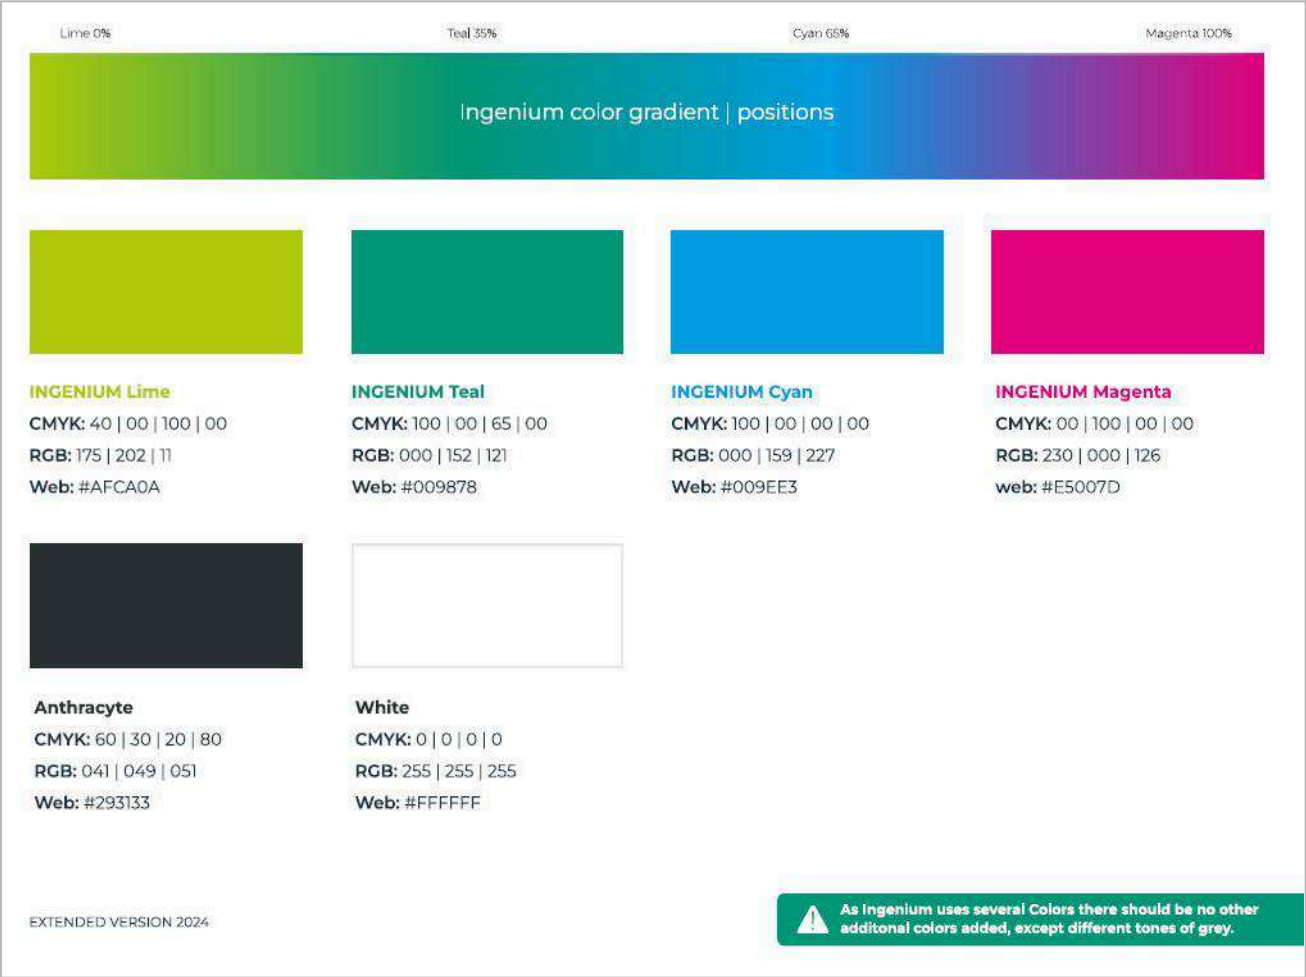 Lime 0% Teal 35% Cyan 65% Magenta 100%
Ingenium color gradient | positions
INGENIUM Lime
CMYK: 40 | 00 | 100 | 00
RGB: 175 | 202 | 11
Web: #AFCA0A
INGENIUM Teal
CMYK: 100 | 00 | 65 | 00
RGB: 000 | 152 | 121
Web: #009878
INGENIUM Cyan
CMYK: 100 | 00 | 00 | 00
RGB: 000 | 159 | 227
Web: #009EE3
INGENIUM Magenta
CMYK: 00 | 100 | 00 | 00
RGB: 230 | 000 | 126
web: #E5007D
Anthracyte
CMYK: 60 | 30 | 20 | 80
RGB: 041 | 049 | 051
Web: #293133
White
CMYK: 0 | 0 | 0 | 0
RGB: 255 | 255 | 255
Web: #FFFFFF
EXTENDED VERSION 2024
As Ingenium uses several Colors there should be no other
additonal colors added, except different tones of grey.